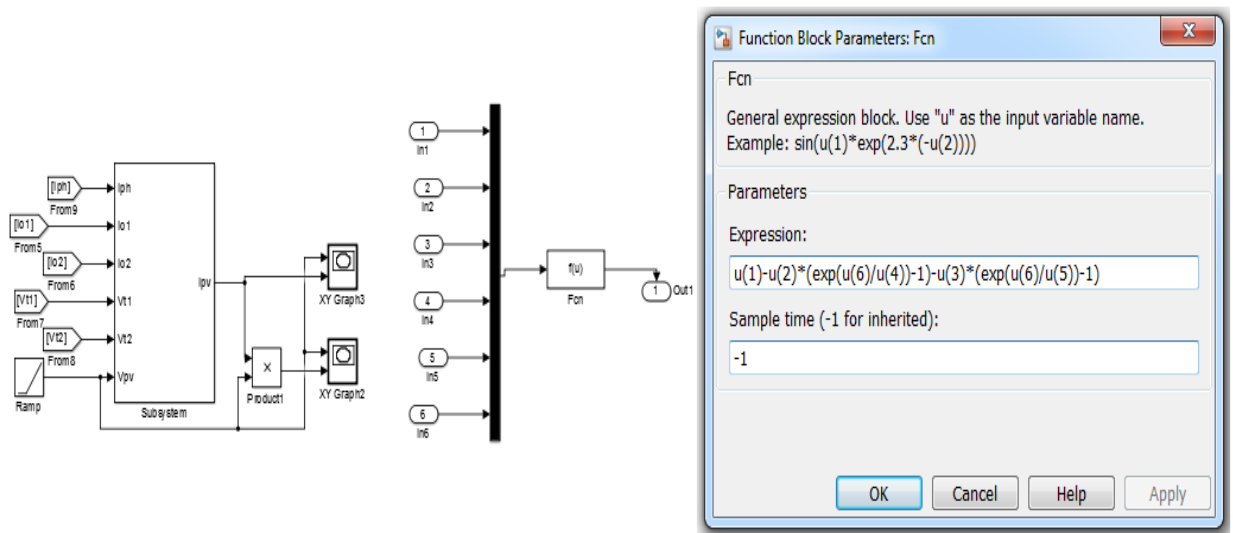 [Iph]
From9
[Io1]
From5
[Io2]
From6
[Vt1]
From7
[Vt2]
From8
Ramp
Iph
Io1
Io2
Vt1
Vt2
Vpv
Ipv
Subsystem
×
Product1
XY Graph3
XY Graph2
1
In1
2
In2
3
In3
4
In4
5
In5
6
In6
f(u)
Fcn
1
Out1
Function Block Parameters: Fcn
X
Fcn
General expression block. Use "u" as the input variable name.
Example: sin(u(1)*exp(2.3*(-u(2))))
Parameters
Expression:
u(1)-u(2)*(exp(u(6)/u(4))-1)-u(3)*(exp(u(6)/u(5))-1)
Sample time (-1 for inherited):
-1
OK Cancel Help Apply